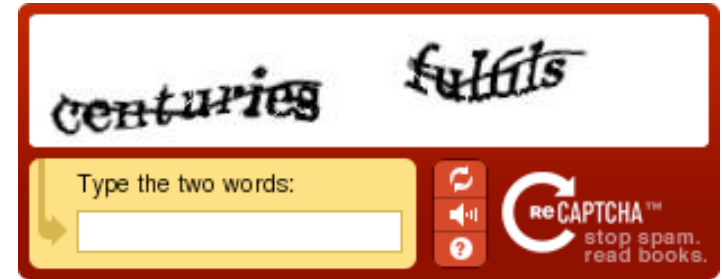 centuries fulfils
Type the two words:
ReCAPTCHA™
stop spam.
read books.